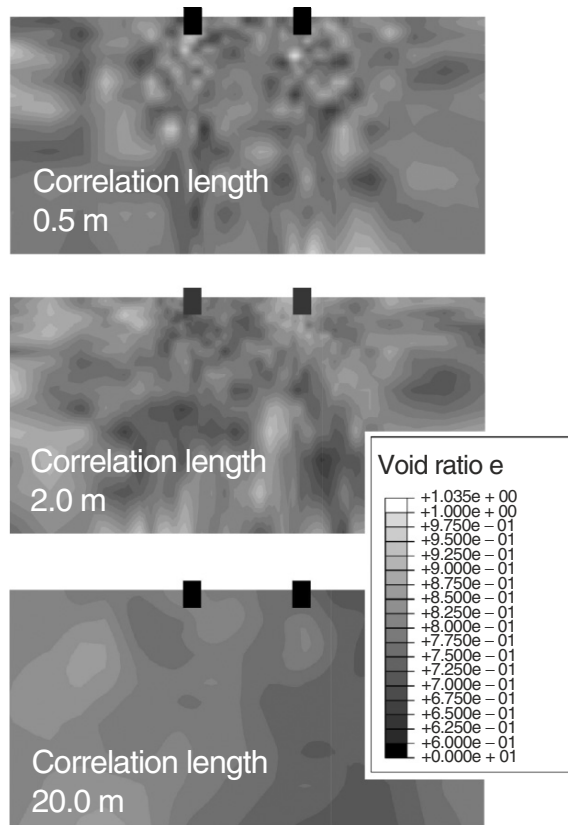 Correlation length
0.5 m
Correlation length
2.0 m
Void ratio e
+1.035e + 00
+1.000e + 00
+9.750e − 01
+9.500e − 01
+9.250e − 01
+9.000e − 01
+8.750e − 01
+8.500e − 01
+8.250e − 01
+8.000e − 01
+7.750e − 01
+7.500e − 01
+7.250e − 01
+7.000e − 01
+6.750e − 01
+6.500e − 01
+6.250e − 01
+6.000e − 01
+0.000e + 01
Correlation length
20.0 m